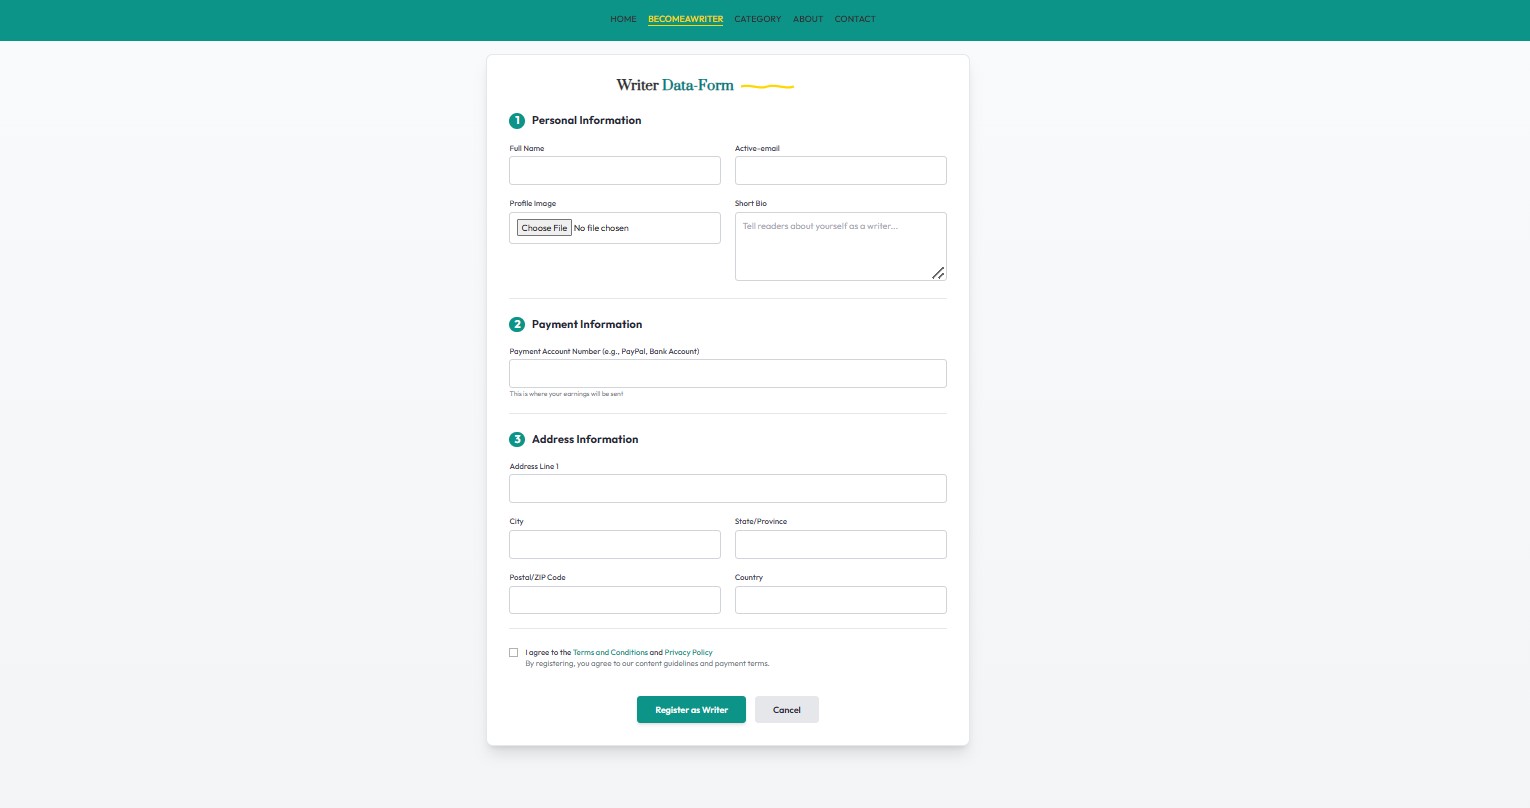 HOME BECOMEAWRITER CATEGORY ABOUT CONTACT
Writer Data-Form
1 Personal Information
Full Name Active-email
Profile Image Short Bio
Choose File No file chosen Tell readers about yourself as a writer...
2 Payment Information
Payment Account Number (e.g., PayPal, Bank Account)
This is where your earnings will be sent
3 Address Information
Address Line 1
City State/Province
Postal/ZIP Code Country
I agree to the Terms and Conditions and Privacy Policy
By registering, you agree to our content guidelines and payment terms.
Register as Writer Cancel